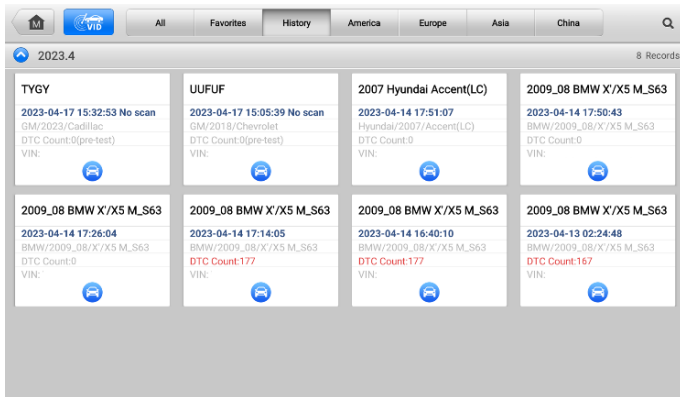 M VID All Favorites History America Europe Asia China
2023.4 8 Records
TYGY
2023-04-17 15:32:53 No scan
GM/2023/Cadillac
DTC Count:0(pre-test)
VIN:
UUFUF
2023-04-17 15:05:39 No scan
GM/2018/Chevrolet
DTC Count:0(pre-test)
VIN:
2007 Hyundai Accent(LC)
2023-04-14 17:51:07
Hyundai/2007/Accent(LC)
DTC Count:0
VIN:
2009_08 BMW X'/X5 M_S63
2023-04-14 17:50:43
BMW/2009_08/X'/X5 M_S63
DTC Count:0
VIN:
2009_08 BMW X'/X5 M_S63
2023-04-14 17:26:04
BMW/2009_08/X'/X5 M_S63
DTC Count:0
VIN:
2009_08 BMW X'/X5 M_S63
2023-04-14 17:14:05
BMW/2009_08/X'/X5 M_S63
DTC Count:177
VIN:
2009_08 BMW X'/X5 M_S63
2023-04-14 16:40:10
BMW/2009_08/X'/X5 M_S63
DTC Count:177
VIN:
2009_08 BMW X'/X5 M_S63
2023-04-13 02:24:48
BMW/2009_08/X'/X5 M_S63
DTC Count:167
VIN: